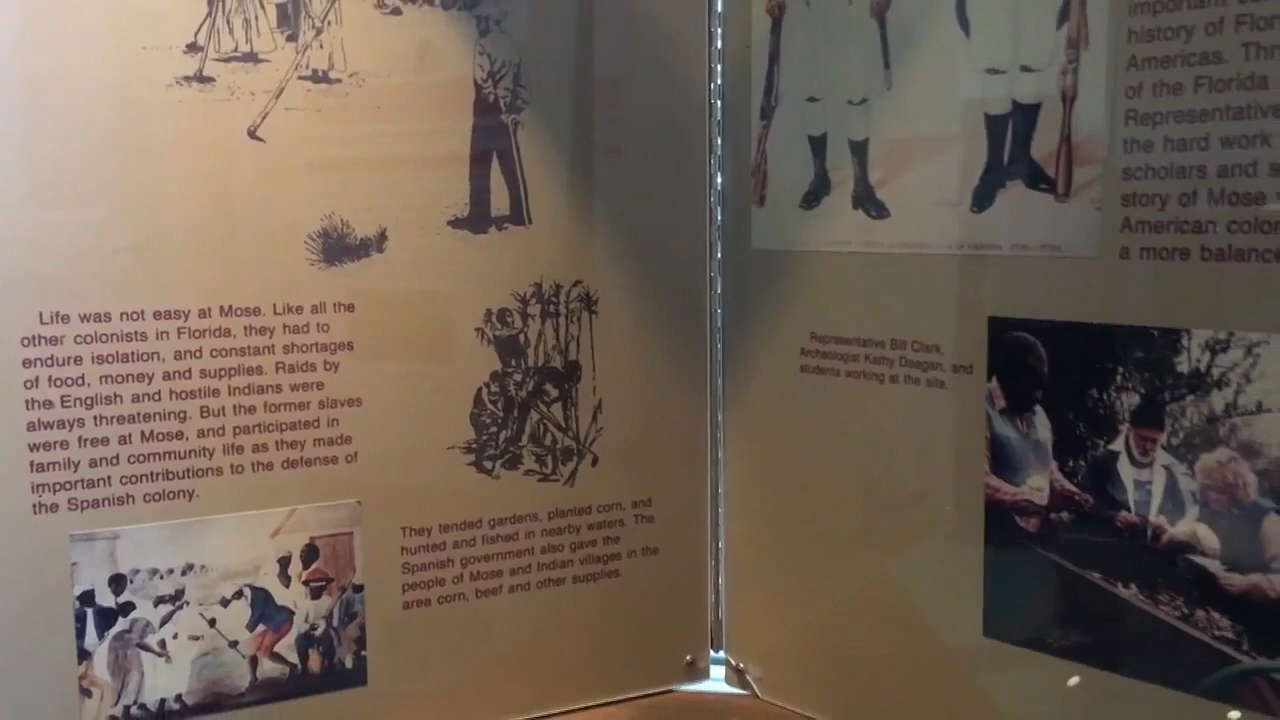 Life was not easy at Mose. Like all the
other colonists in Florida, they had to
endure isolation, and constant shortages
of food, money and supplies. Raids by
the English and hostile Indians were
always threatening. But the former slaves
were free at Mose, and participated in
family and community life as they made
important contributions to the defense of
the Spanish colony.
They tended gardens, planted corn, and
hunted and fished in nearby waters. The
Spanish government also gave the
people of Mose and Indian villages in the
area corn, beef and other supplies.
important
history of Flor
Americas. Thr
of the Florida
Representative
the hard work
scholars and s
story of Mose
American color
a more balance
Representative Bill Clark,
Archeologist Kathy Deagan, and
students working at the site.